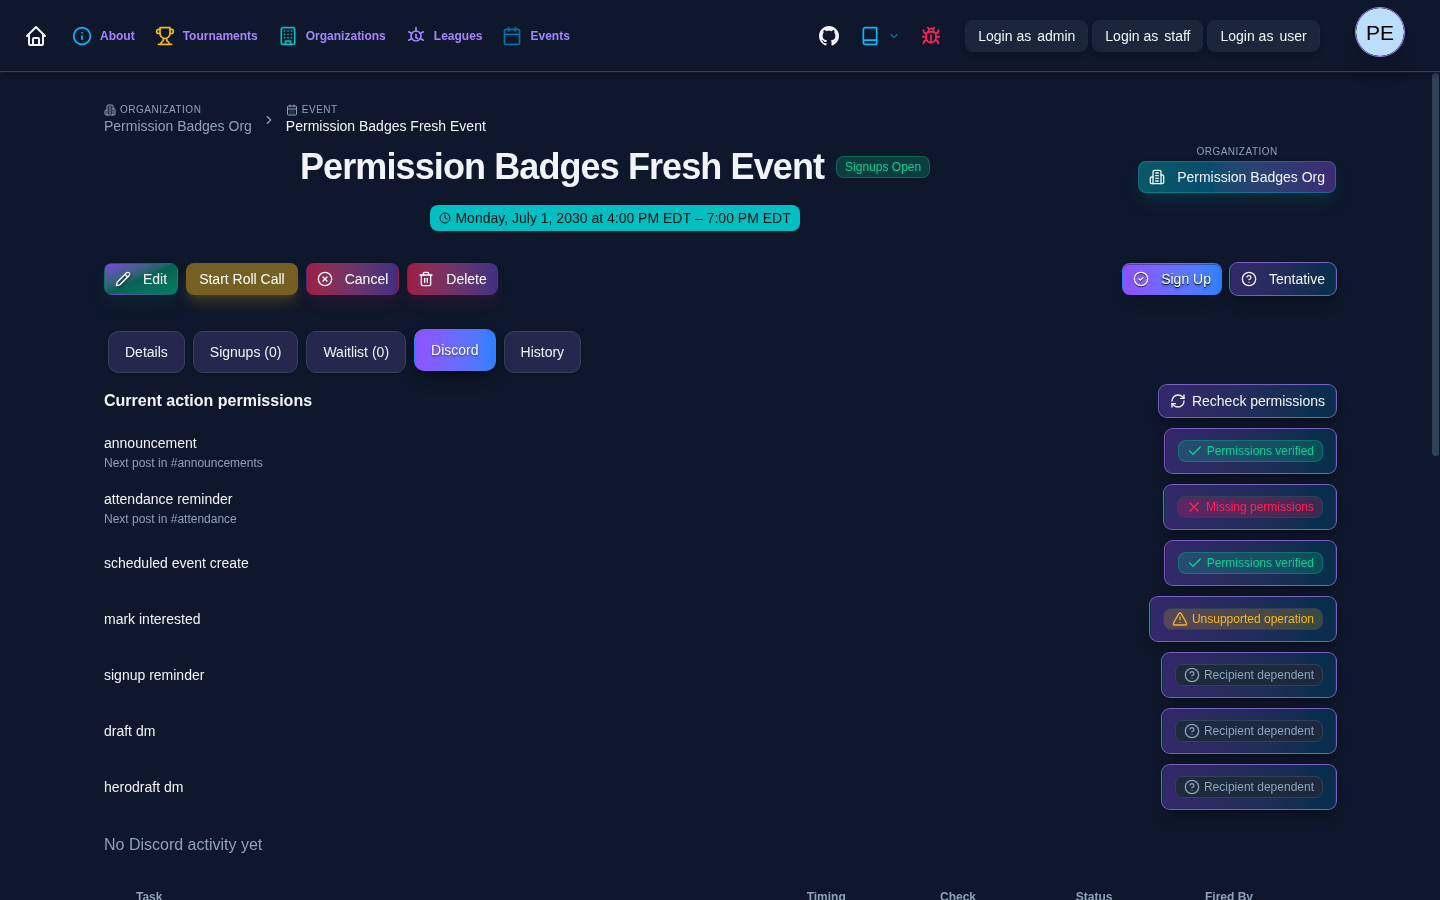 About
Tournaments
Organizations
Leagues
Events
Login as admin
Login as staff
Login as user
PE
ORGANIZATION
Permission Badges Org
EVENT
Permission Badges Fresh Event
Permission Badges Fresh Event
Signups Open
ORGANIZATION
Permission Badges Org
Monday, July 1, 2030 at 4:00 PM EDT – 7:00 PM EDT
Edit
Start Roll Call
Cancel
Delete
Sign Up
Tentative
Details
Signups (0)
Waitlist (0)
Discord
History
Current action permissions
Recheck permissions
announcement
Next post in #announcements
Permissions verified
attendance reminder
Next post in #attendance
Missing permissions
scheduled event create
Permissions verified
mark interested
Unsupported operation
signup reminder
Recipient dependent
draft dm
Recipient dependent
herodraft dm
Recipient dependent
No Discord activity yet
Task
Timing
Check
Status
Fired By